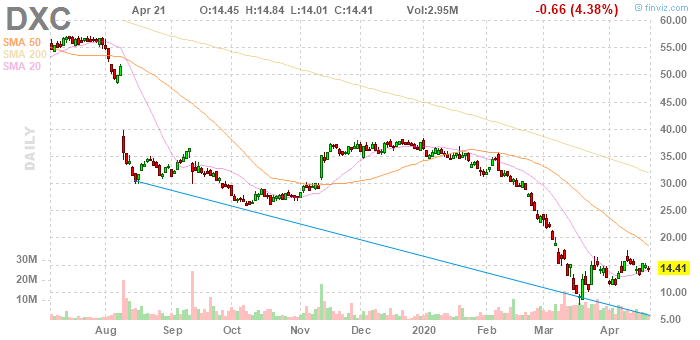 DXC Apr 21 O:14.45 H:14.84 L:14.01 C:14.41 Vol:2.95M -0.66 (4.38%) © finviz.com
SMA 50
SMA 200
SMA 20
DAILY
60.00
55.00
50.00
45.00
40.00
35.00
30.00
25.00
20.00
14.41
10.00
5.00
30M
20M
10M
Aug Sep Oct Nov Dec 2020 Feb Mar Apr